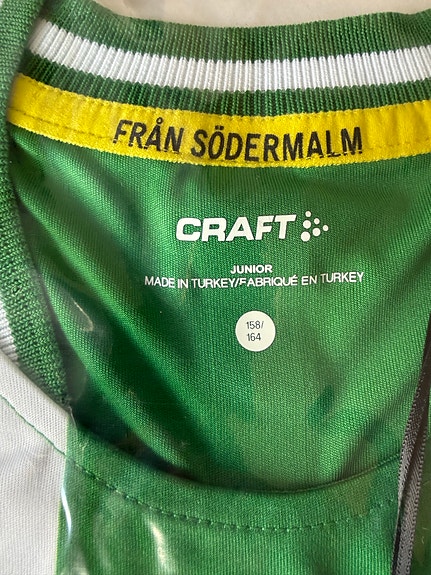 FRÅN SÖDERMALM
CRAFT
JUNIOR
MADE IN TURKEY/FABRIQUÉ EN TURKEY
158/
164